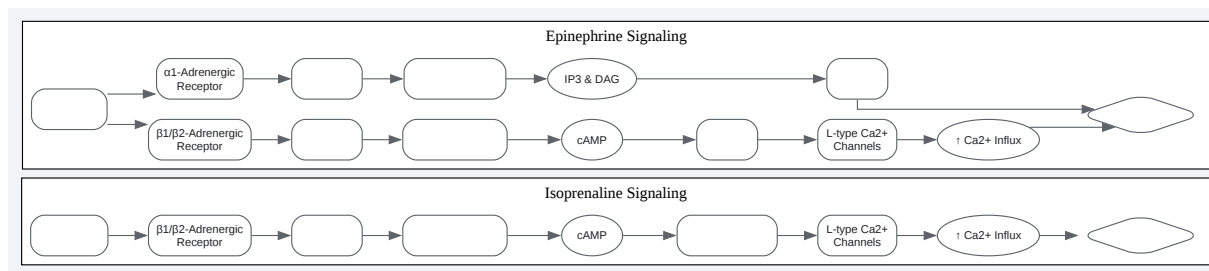 Epinephrine Signaling
α1-Adrenergic
Receptor
IP3 & DAG
β1/β2-Adrenergic
Receptor
cAMP
L-type Ca2+
Channels
↑ Ca2+ Influx
Isoprenaline Signaling
β1/β2-Adrenergic
Receptor
cAMP
L-type Ca2+
Channels
↑ Ca2+ Influx